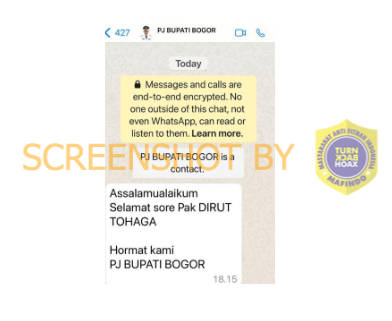 427
PJ BUPATI BOGOR
Today
Messages and calls are
end-to-end encrypted. No
one outside of this chat, not
even WhatsApp, can read or
listen to them. Learn more.
SCREENSHOT BY
PJ BUPATI BOGOR is a
contact.
MASYARAKAT ANTI FITNAH INDONESIA
TURN
BACK
HOAX
MAFINDO
Assalamualaikum
Selamat sore Pak DIRUT
TOHAGA
Hormat kami
PJ BUPATI BOGOR
18.15